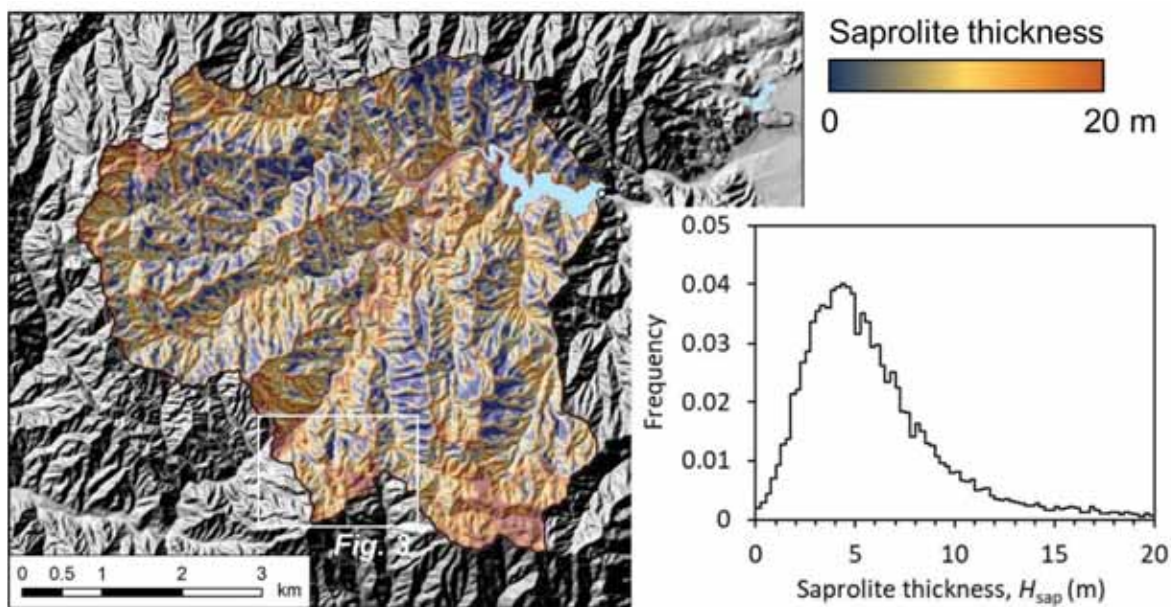 Saprolite thickness
0 20 m
Fig. 3
0 0.5 1 2 3
km
0.05
0.04
0.03
0.02
0.01
0
Frequency
0 5 10 15 20
Saprolite thickness, Hsap (m)